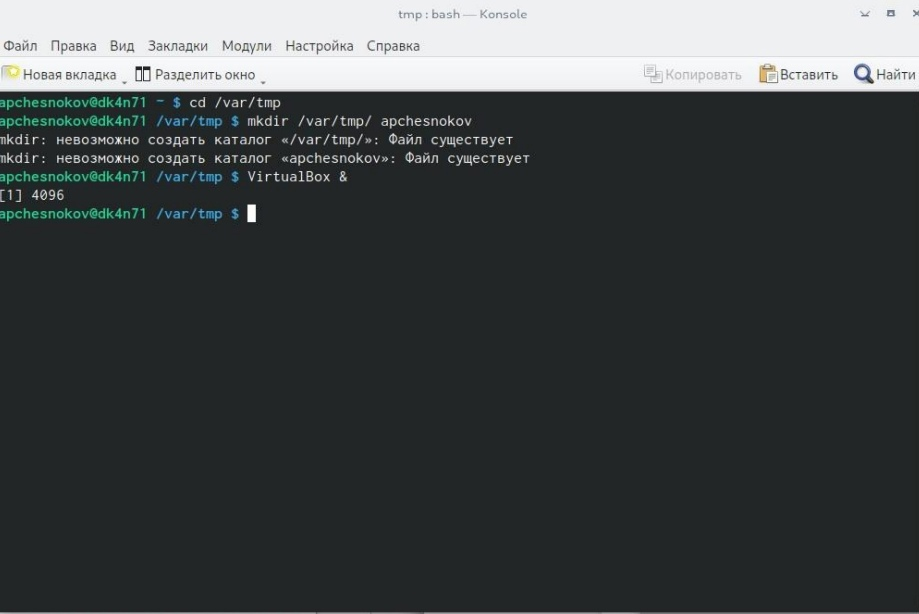 tmp : bash — Konsole
Файл Правка Вид Закладки Модули Настройка Справка
Новая вкладка Разделить окно Копировать Вставить Найти
apchesnokov@dk4n71 ~ $ cd /var/tmp
apchesnokov@dk4n71 /var/tmp $ mkdir /var/tmp/ apchesnokov
mkdir: невозможно создать каталог «/var/tmp/»: Файл существует
mkdir: невозможно создать каталог «apchesnokov»: Файл существует
apchesnokov@dk4n71 /var/tmp $ VirtualBox &
[1] 4096
apchesnokov@dk4n71 /var/tmp $